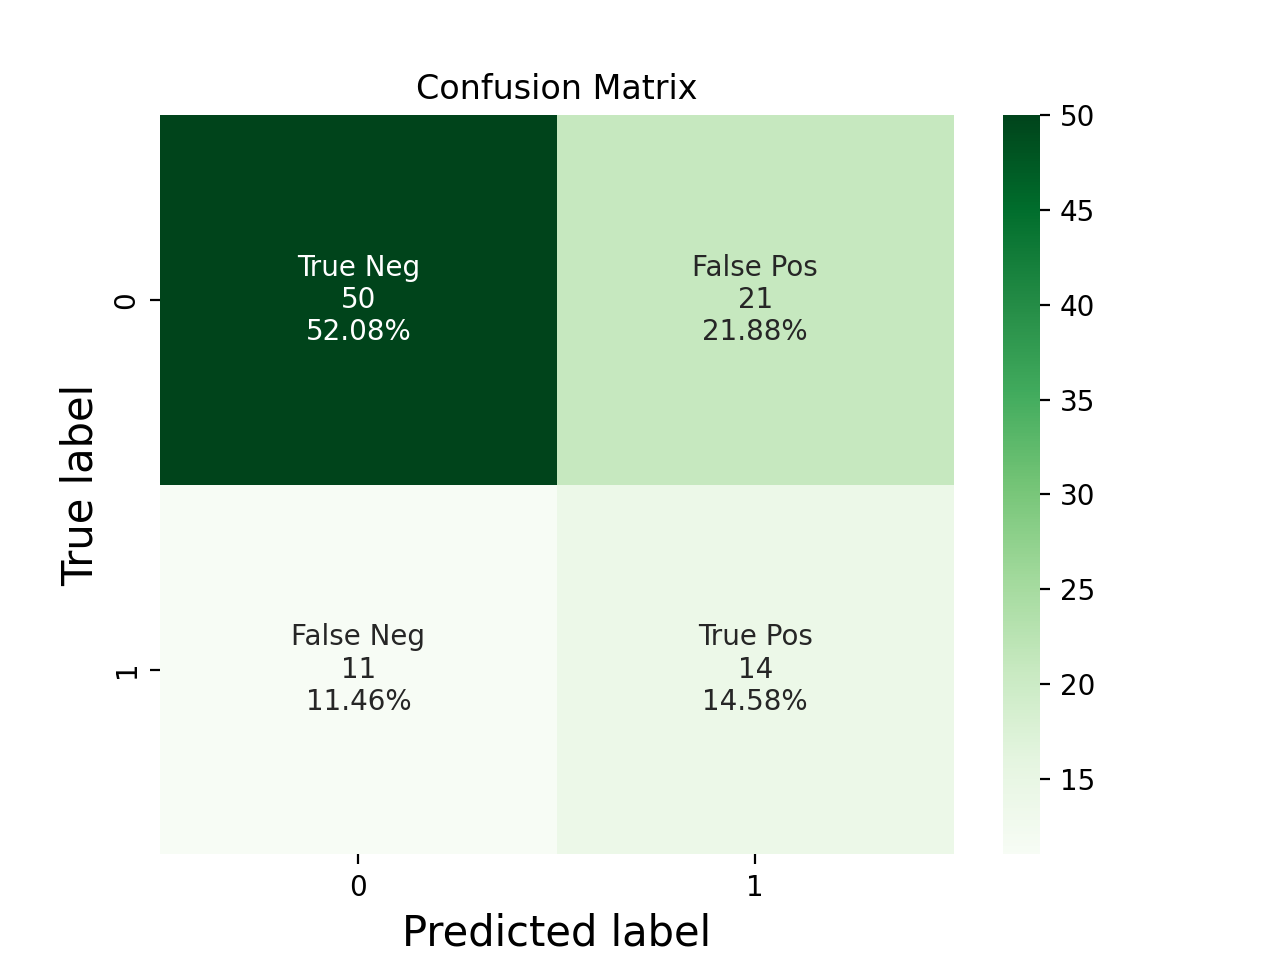 Confusion Matrix
True Neg
50
52.08%
False Pos
21
21.88%
False Neg
11
11.46%
True Pos
14
14.58%
0
1
True label
0
1
Predicted label
50
45
40
35
30
25
20
15